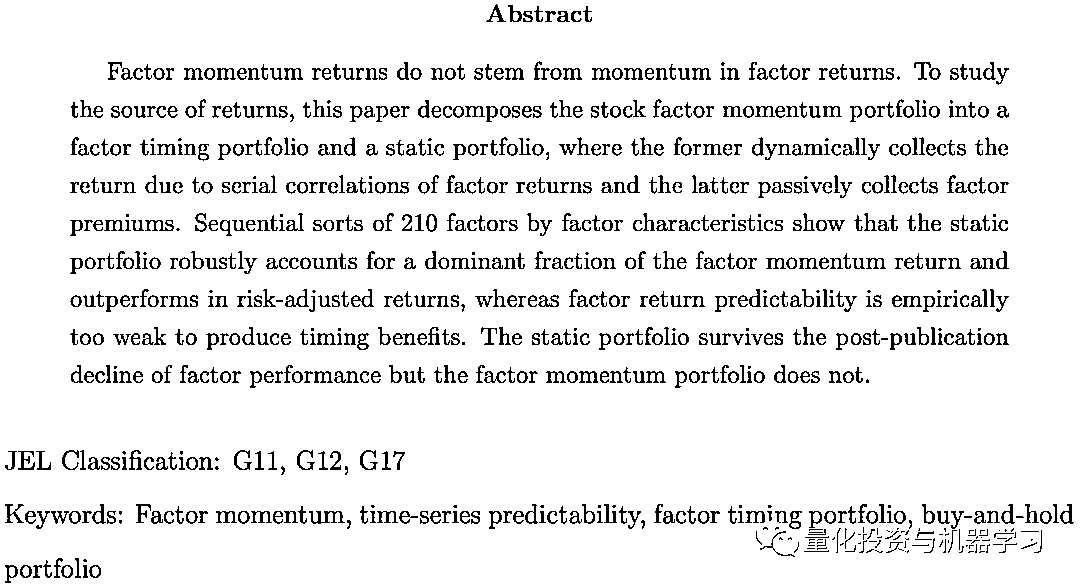 Abstract
Factor momentum returns do not stem from momentum in factor returns. To study
the source of returns, this paper decomposes the stock factor momentum portfolio into a
factor timing portfolio and a static portfolio, where the former dynamically collects the
return due to serial correlations of factor returns and the latter passively collects factor
premiums. Sequential sorts of 210 factors by factor characteristics show that the static
portfolio robustly accounts for a dominant fraction of the factor momentum return and
outperforms in risk-adjusted returns, whereas factor return predictability is empirically
too weak to produce timing benefits. The static portfolio survives the post-publication
decline of factor performance but the factor momentum portfolio does not.
JEL Classification: G11, G12, G17
Keywords: Factor momentum, time-series predictability, factor timing portfolio, buy-and-hold
portfolio
量化投资与机器学习